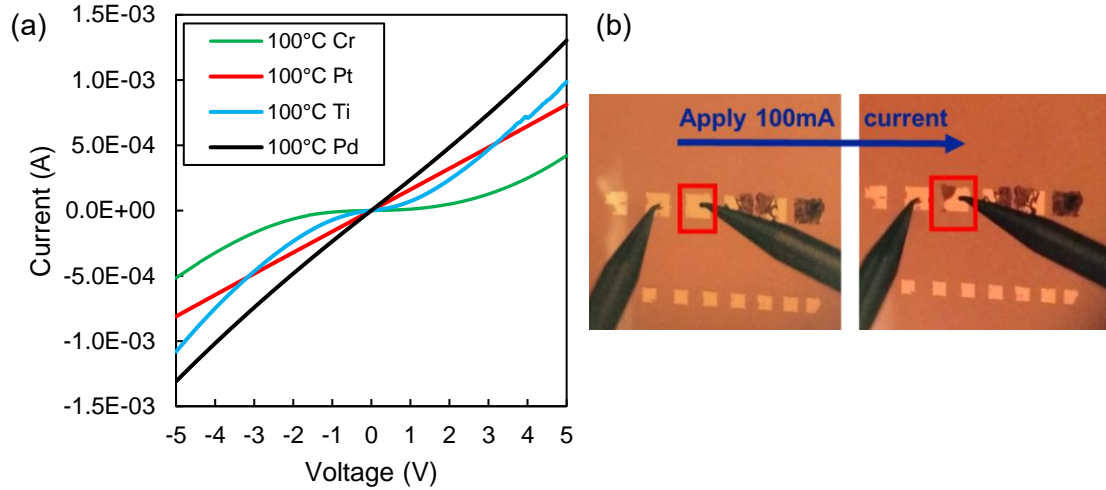 (a)
1.5E-03
1.0E-03
5.0E-04
0.0E+00
-5.0E-04
-1.0E-03
-1.5E-03
Current (A)
100°C Cr
100°C Pt
100°C Ti
100°C Pd
-5 -4 -3 -2 -1 0 1 2 3 4 5
Voltage (V)
(b)
Apply 100mA current